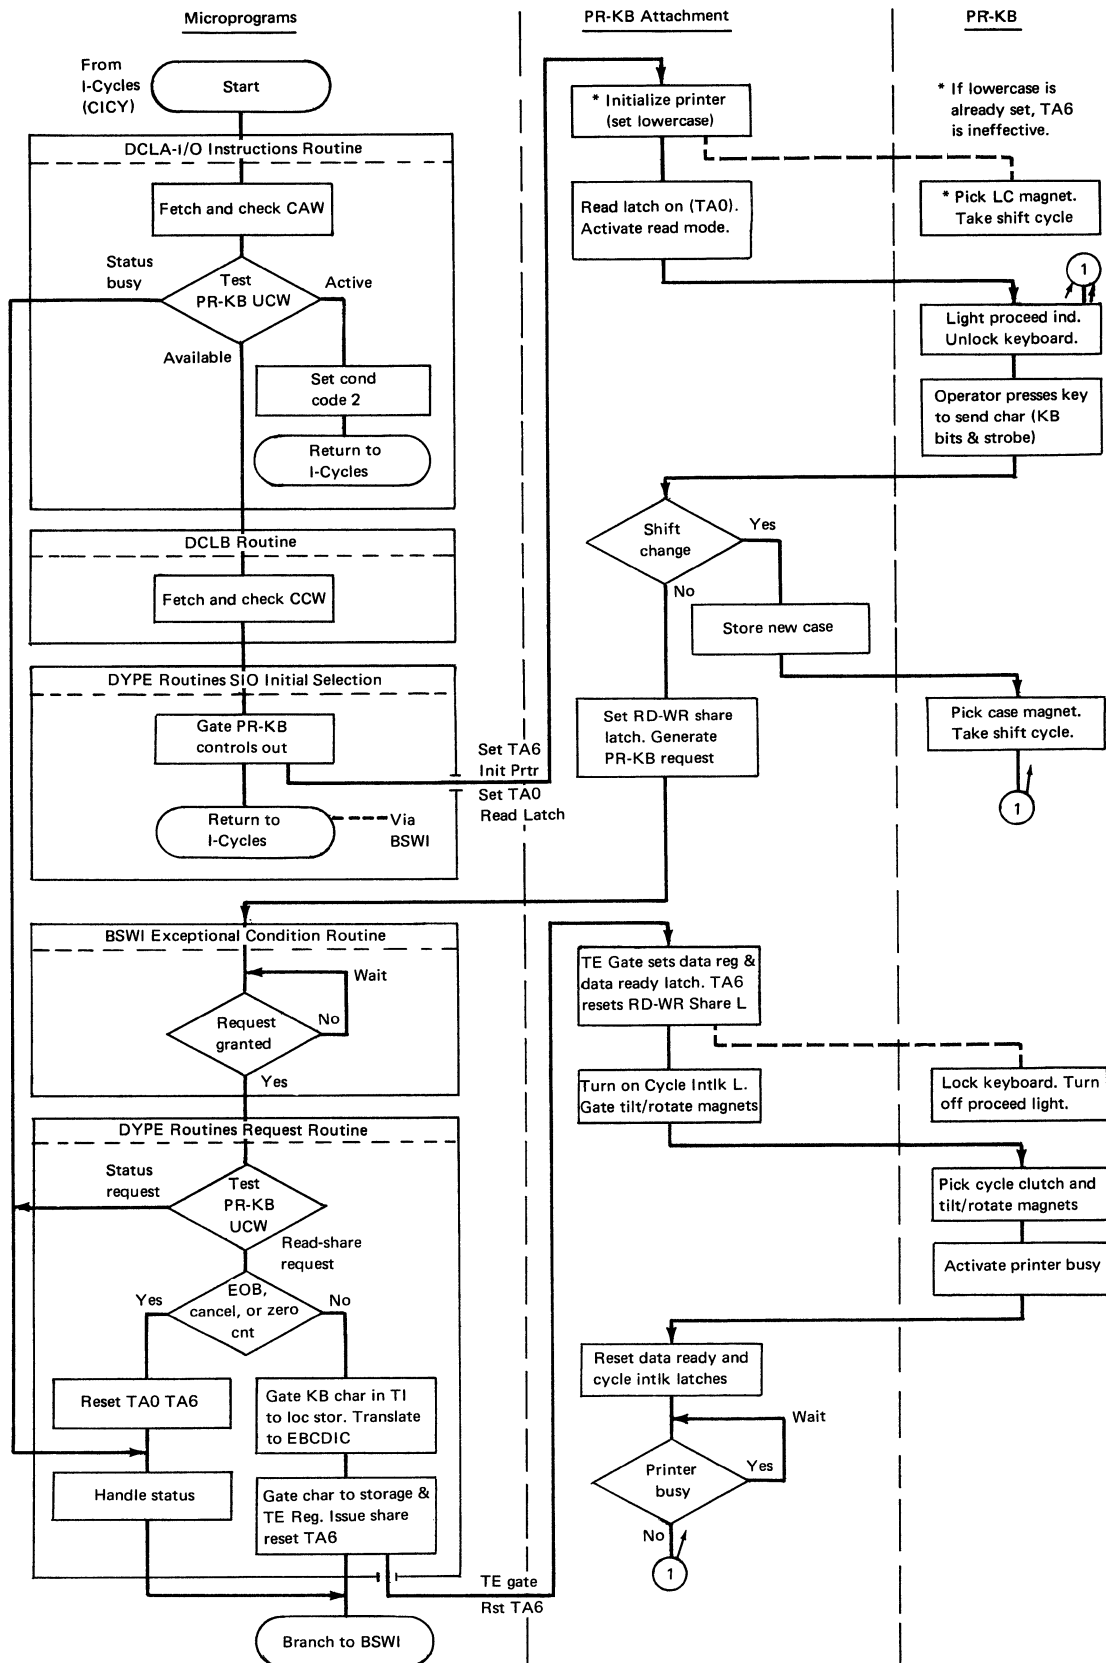 Microprograms
PR-KB Attachment
PR-KB
From
I-Cycles
(CICY)
Start
DCLA-I/O Instructions Routine
Fetch and check CAW
Status
busy
Test
PR-KB UCW
Active
Available
Set cond
code 2
Return to
I-Cycles
DCLB Routine
Fetch and check CCW
DYPE Routines SIO Initial Selection
Gate PR-KB
controls out
Set TA6
Init Prtr
Set TA0
Read Latch
Return to
I-Cycles
Via
BSWI
* Initialize printer
(set lowercase)
* If lowercase is
already set, TA6
is ineffective.
Read latch on (TA0).
Activate read mode.
* Pick LC magnet.
Take shift cycle
1
Light proceed ind.
Unlock keyboard.
Operator presses key
to send char (KB
bits & strobe)
Shift
change
Yes
No
Store new case
Set RD-WR share
latch. Generate
PR-KB request
Pick case magnet.
Take shift cycle.
1
BSWI Exceptional Condition Routine
Wait
Request
granted
No
Yes
DYPE Routines Request Routine
Status
request
Test
PR-KB
UCW
Read-share
request
Yes
EOB,
cancel, or zero
cnt
No
Reset TA0 TA6
Gate KB char in TI
to loc stor. Translate
to EBCDIC
Handle status
Gate char to storage &
TE Reg. Issue share
reset TA6
TE gate
Rst TA6
Branch to BSWI
TE Gate sets data reg &
data ready latch. TA6
resets RD-WR Share L
Turn on Cycle Intlk L.
Gate tilt/rotate magnets
Lock keyboard. Turn
off proceed light.
Pick cycle clutch and
tilt/rotate magnets
Activate printer busy
Reset data ready and
cycle intlk latches
Wait
Printer
busy
Yes
No
1